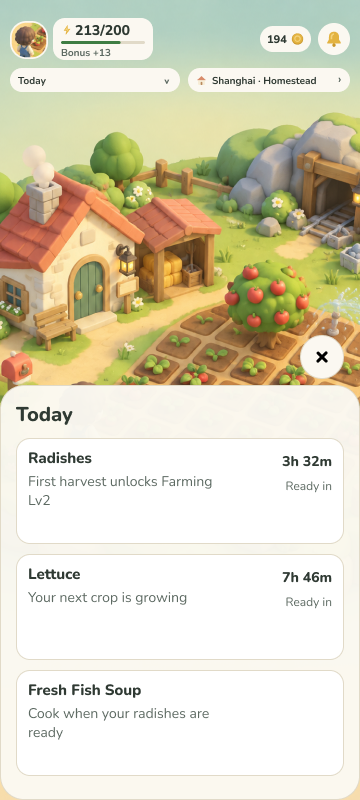 213/200
Bonus +13
194
Today
Shanghai · Homestead
Today
Radishes
3h 32m
First harvest unlocks Farming
Lv2
Ready in
Lettuce
7h 46m
Your next crop is growing
Ready in
Fresh Fish Soup
Cook when your radishes are
ready